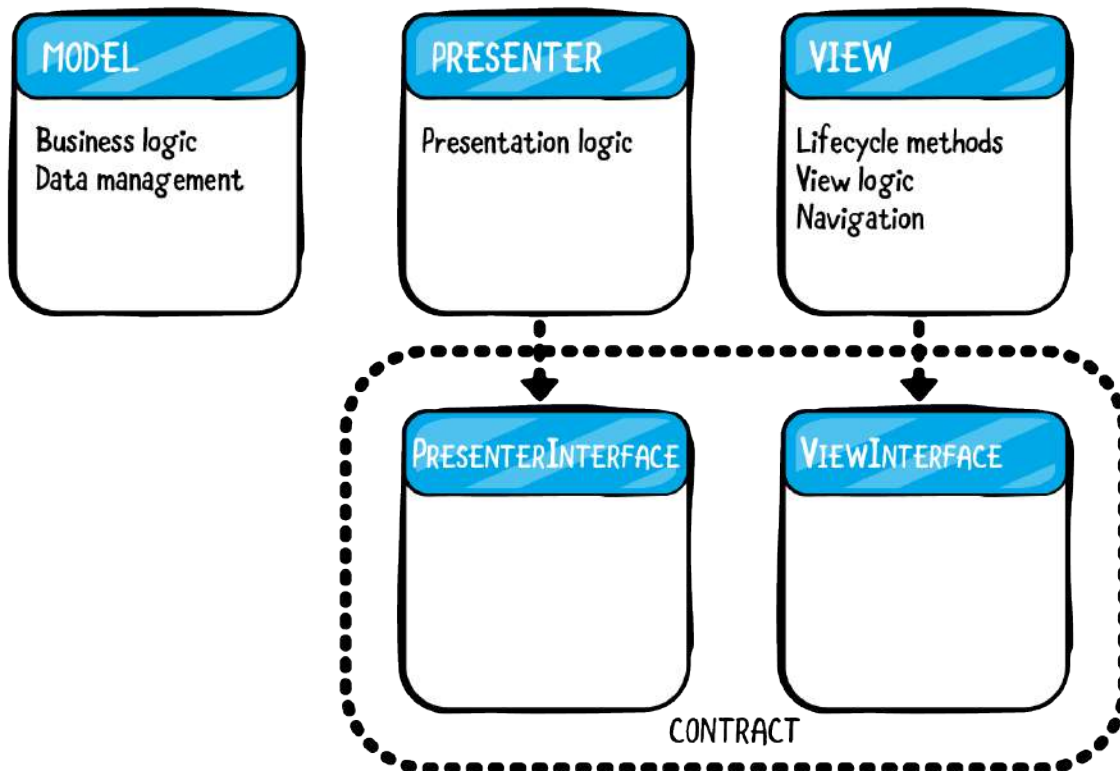 MODEL
Business logic
Data management
PRESENTER
Presentation logic
VIEW
Lifecycle methods
View logic
Navigation
PRESENTERINTERFACE
VIEWINTERFACE
CONTRACT